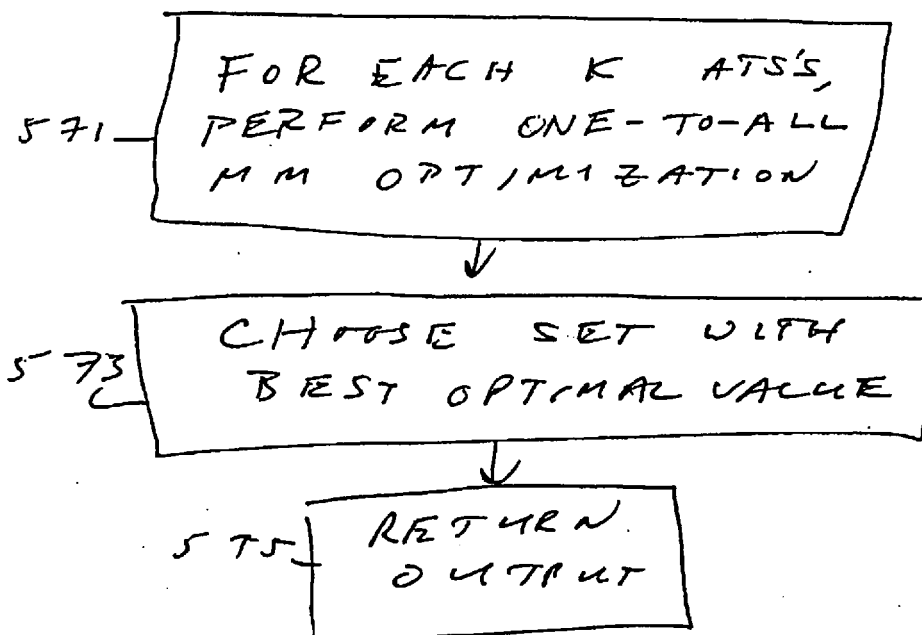 FOR EACH K ATS'S,
571
PERFORM ONE-TO-ALL
MM OPTIMIZATION
CHOOSE SET WITH
573
BEST OPTIMAL VALUE
RETURN
575
OUTPUT